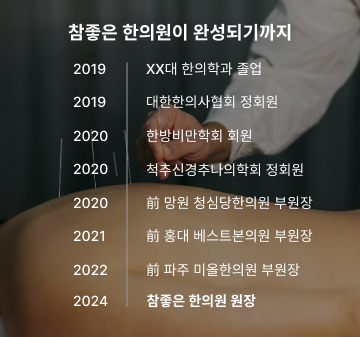 참좋은 한의원이 완성되기까지
2019 XX대 한의학과 졸업
2019 대한한의사협회 정회원
2020 한방비만학회 회원
2020 척추신경추나의학회 정회원
2020 前 망원 청심당한의원 부원장
2021 前 홍대 베스트본의원 부원장
2022 前 파주 미올한의원 부원장
2024 참좋은 한의원 원장